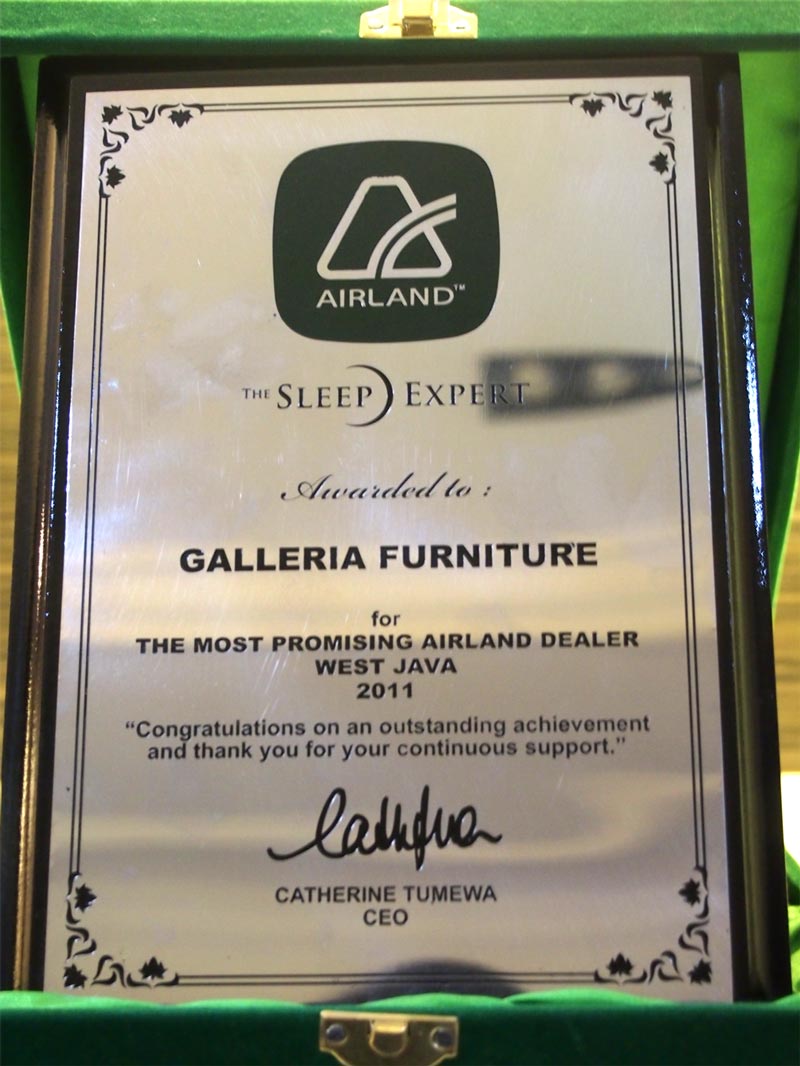 AIRLAND™
THE SLEEP EXPERT
Awarded to :
GALLERIA FURNITURE
for
THE MOST PROMISING AIRLAND DEALER
WEST JAVA
2011
“Congratulations on an outstanding achievement
and thank you for your continuous support.”
CATHERINE TUMEWA
CEO